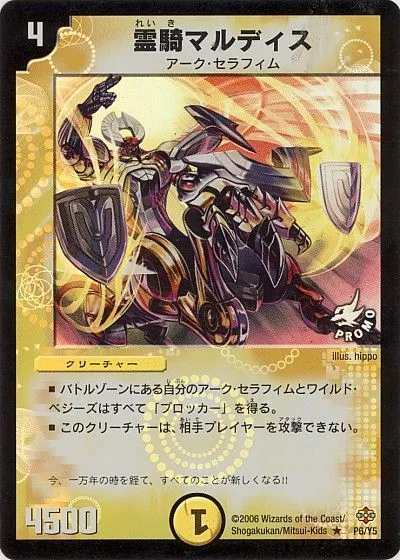 4
れいき
霊騎マルディス
アーク・セラフィム
PROMO
illus. hippo
クリーチャー
■ バトルゾーンにある自分のアーク・セラフィムとワイルド・
ベジーズはすべて「ブロッカー」を得る。
■ このクリーチャーは、相手プレイヤーを攻撃できない。
今、一万年の時を経て、すべてのことが新しくなる!!
4500
1
©2006 Wizards of the Coast/
Shogakukan/Mitsui-Kids ★ P6/Y5